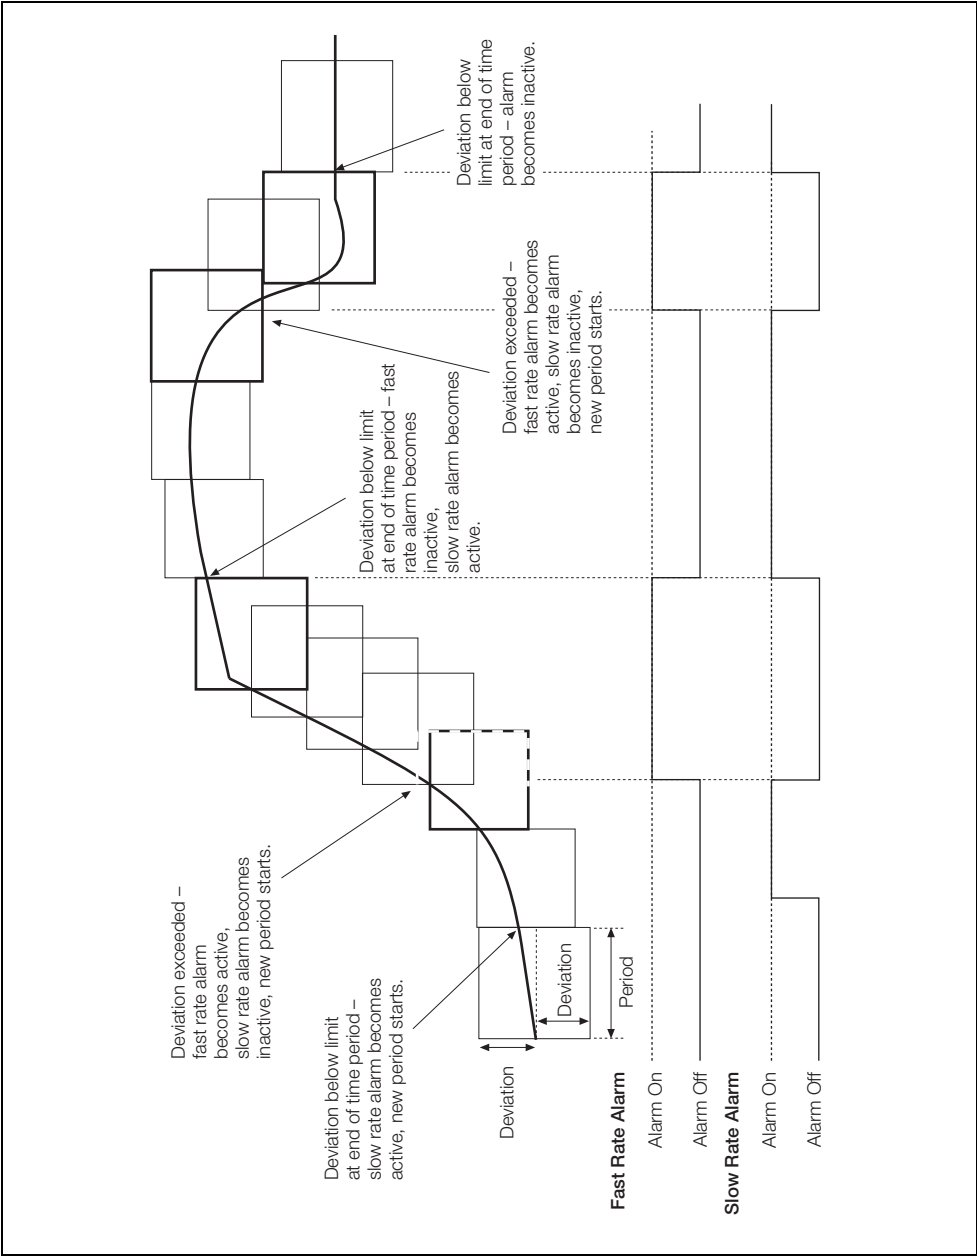 Deviation exceeded –
fast rate alarm
becomes active,
slow rate alarm becomes
inactive, new period starts.
Deviation below limit
at end of time period –
slow rate alarm becomes
active, new period starts.
Deviation below limit
at end of time period – fast
rate alarm becomes
inactive,
slow rate alarm becomes
active.
Deviation exceeded –
fast rate alarm becomes
active, slow rate alarm
becomes inactive,
new period starts.
Deviation below
limit at end of time
period – alarm
becomes inactive.
Deviation
Deviation
Period
Fast Rate Alarm
Alarm On
Alarm Off
Slow Rate Alarm
Alarm On
Alarm Off